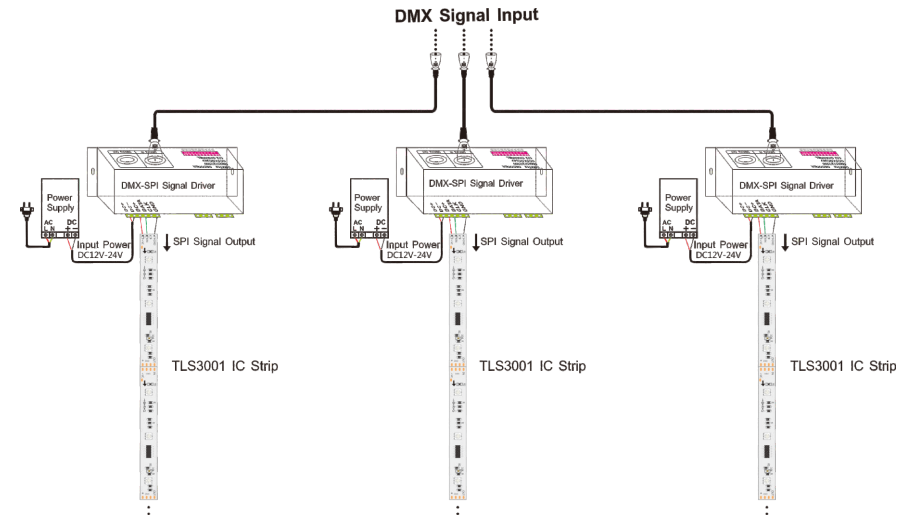 DMX Signal Input
DMX-SPI Signal Driver
Power
Supply
AC DC
L N + −
Input Power
DC12V-24V
SPI Signal Output
TLS3001 IC Strip
DMX-SPI Signal Driver
Power
Supply
AC DC
L N + −
Input Power
DC12V-24V
SPI Signal Output
TLS3001 IC Strip
DMX-SPI Signal Driver
Power
Supply
AC DC
L N + −
Input Power
DC12V-24V
SPI Signal Output
TLS3001 IC Strip